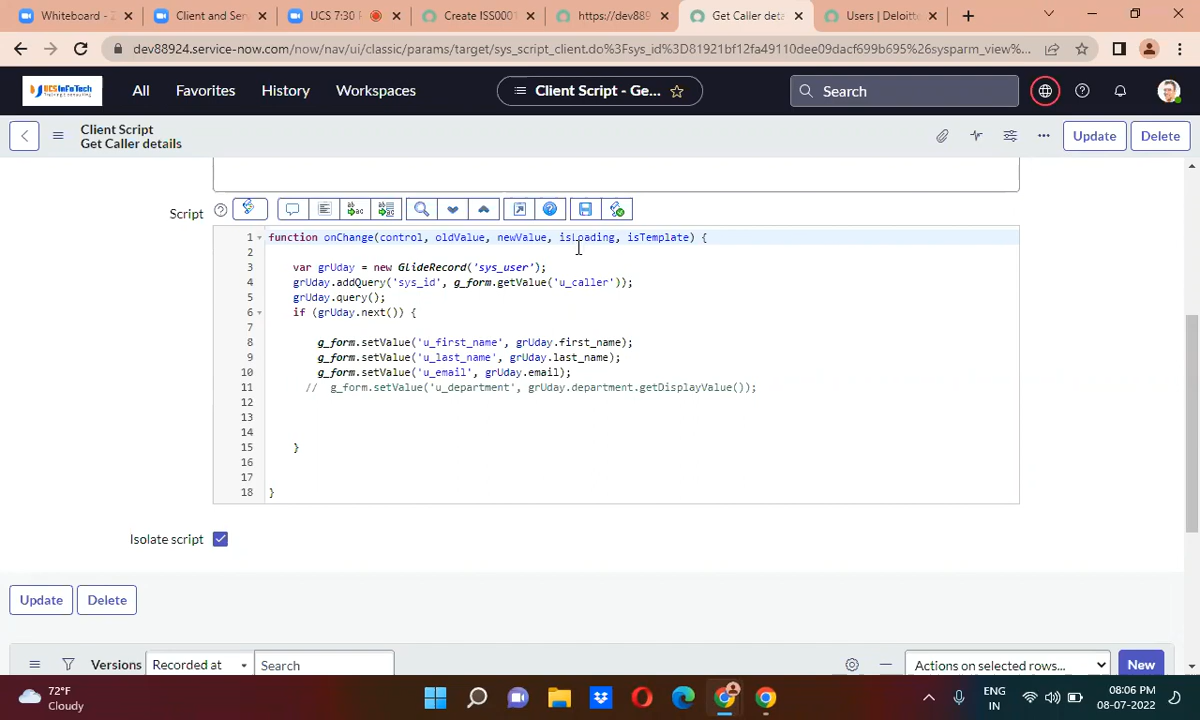 Whiteboard - Z
Client and Serv
UCS 7:30 P
Create ISS0001
https://dev889
Get Caller deta
Users | Deloitte
dev88924.service-now.com/now/nav/ui/classic/params/target/sys_script_client.do%3Fsys_id%3D81921bf12fa49110dee09dacf699b695%26sysparm_view%...
UCS InfoTech
All
Favorites
History
Workspaces
Client Script - Ge...
Search
Client Script
Get Caller details
Update
Delete
Script
1 function onChange(control, oldValue, newValue, isLoading, isTemplate) {
2
3 var grUday = new GlideRecord('sys_user');
4 grUday.addQuery('sys_id', g_form.getValue('u_caller'));
5 grUday.query();
6 if (grUday.next()) {
7
8 g_form.setValue('u_first_name', grUday.first_name);
9 g_form.setValue('u_last_name', grUday.last_name);
10 g_form.setValue('u_email', grUday.email);
11 // g_form.setValue('u_department', grUday.department.getDisplayValue());
12
13
14
15 }
16
17
18 }
Isolate script
Update
Delete
Versions
Recorded at
Search
Actions on selected rows...
New
72°F
Cloudy
ENG
IN
08:06 PM
08-07-2022